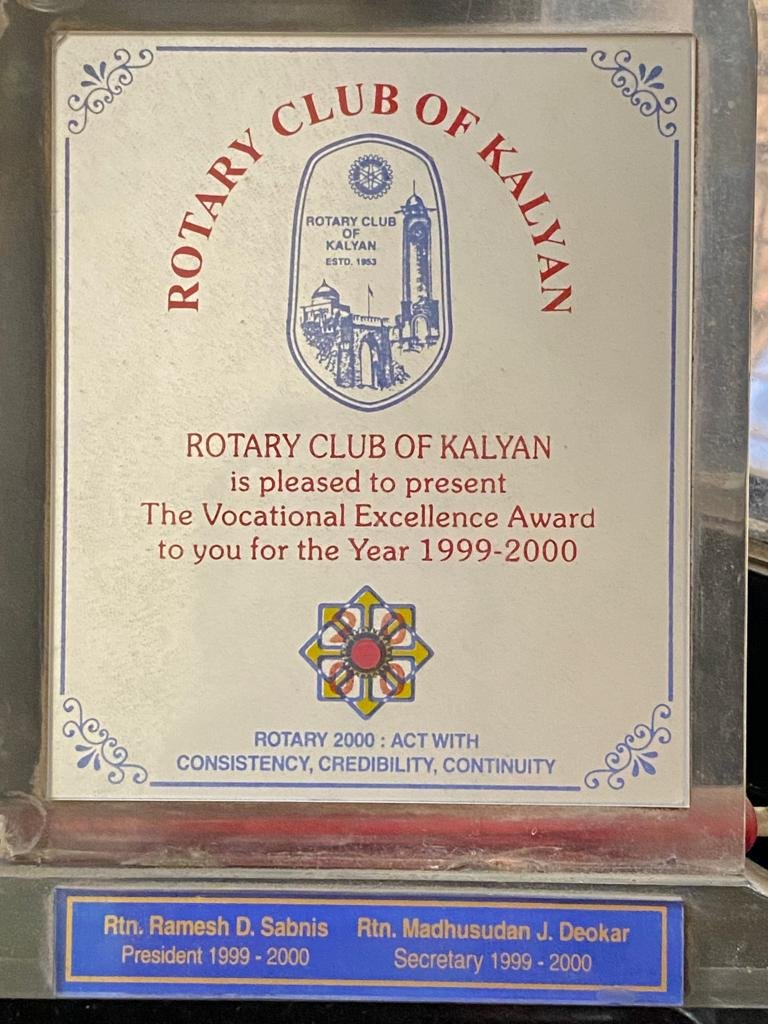 ROTARY CLUB OF KALYAN
ROTARY CLUB
OF
KALYAN
ESTD. 1953
ROTARY CLUB OF KALYAN
is pleased to present
The Vocational Excellence Award
to you for the Year 1999-2000
ROTARY 2000 : ACT WITH
CONSISTENCY, CREDIBILITY, CONTINUITY
Rtn. Ramesh D. Sabnis Rtn. Madhusudan J. Deokar
President 1999 - 2000 Secretary 1999 - 2000